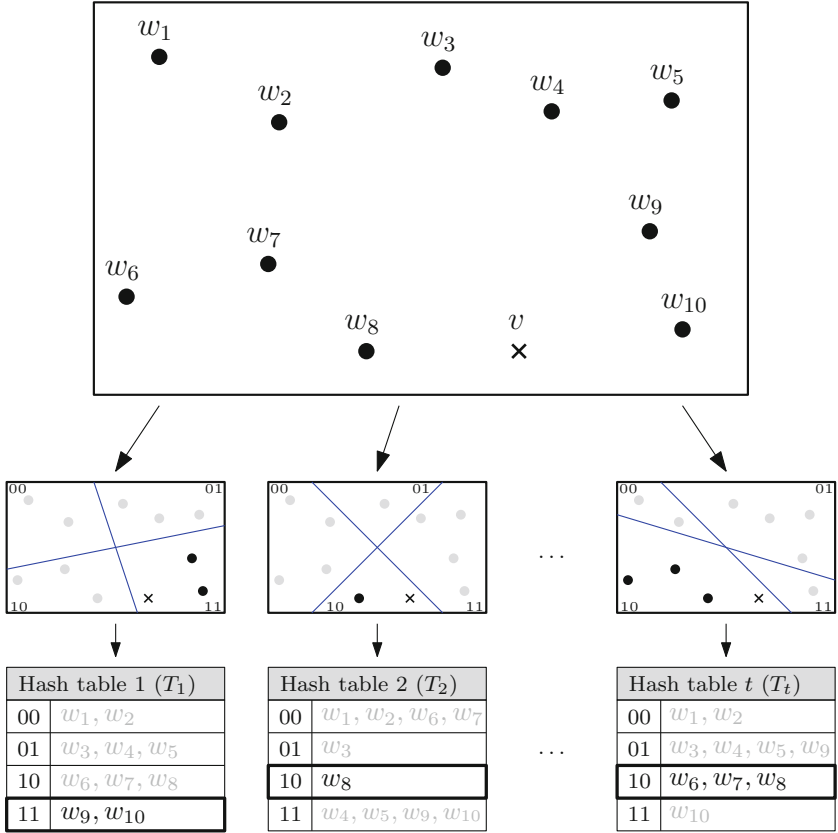 w₁
w₃
w₅
w₂
w₄
w₉
w₇
w₆
w₁₀
w₈
v
00 01
10 11
01
10 11
...
00 01
10 11
Hash table 1 (T₁)
00 w₁, w₂
01 w₃, w₄, w₅
10 w₆, w₇, w₈
11 w₉, w₁₀
Hash table 2 (T₂)
00 w₁, w₂, w₆, w₇
01 w₃
10 w₈
11 w₄, w₅, w₉, w₁₀
...
Hash table t (Tₜ)
00 w₁, w₂
01 w₃, w₄, w₅, w₉
10 w₆, w₇, w₈
11 w₁₀